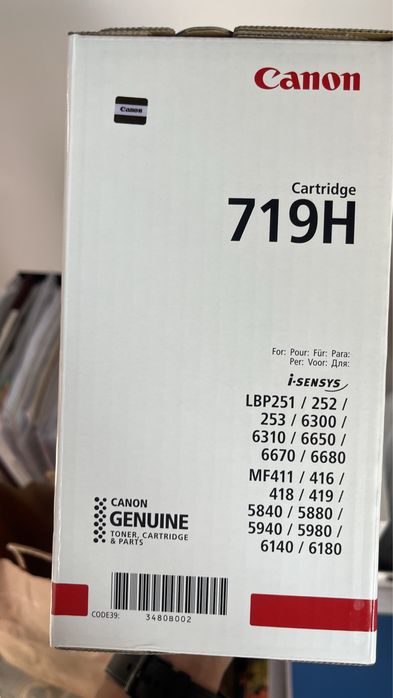 Canon
Canon
Cartridge
719H
For: Pour: Für: Para:
Per: Voor: Для:
i-SENSYS
LBP251 / 252 /
253 / 6300 /
6310 / 6650 /
6670 / 6680
MF411 / 416 /
418 / 419 /
5840 / 5880 /
5940 / 5980 /
6140 / 6180
CANON
GENUINE
TONER, CARTRIDGE
& PARTS
CODE39:
3480B002